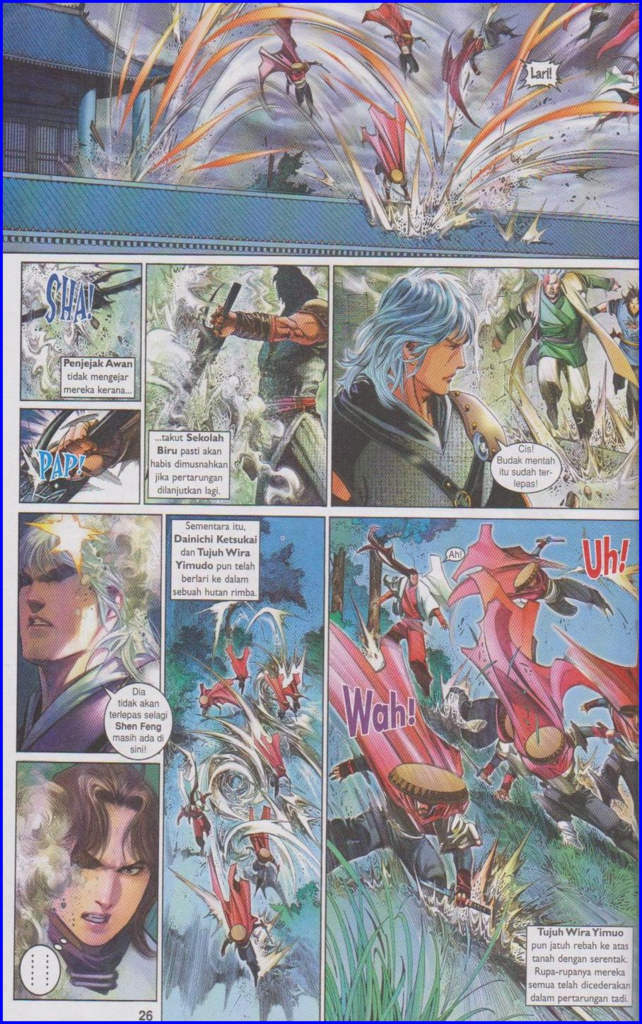 Lari!
SHA!
Penjejak Awan
tidak mengejar
mereka kerana...
PAP!
...takut Sekolah
Biru pasti akan
habis dimusnahkan
jika pertarungan
dilanjutkan lagi.
Cis!
Budak mentah
itu sudah ter-
lepas!
Dia
tidak akan
terlepas selagi
Shen Feng
masih ada di
sini!
Sementara itu,
Dainichi Ketsukai
dan Tujuh Wira
Yimudo pun telah
berlari ke dalam
sebuah hutan rimba.
Ah!
Uh!
Wah!
Tujuh Wira Yimuo
pun jatuh rebah ke atas
tanah dengan serentak.
Rupa-rupanya mereka
semua telah dicederakan
dalam pertarungan tadi.
26